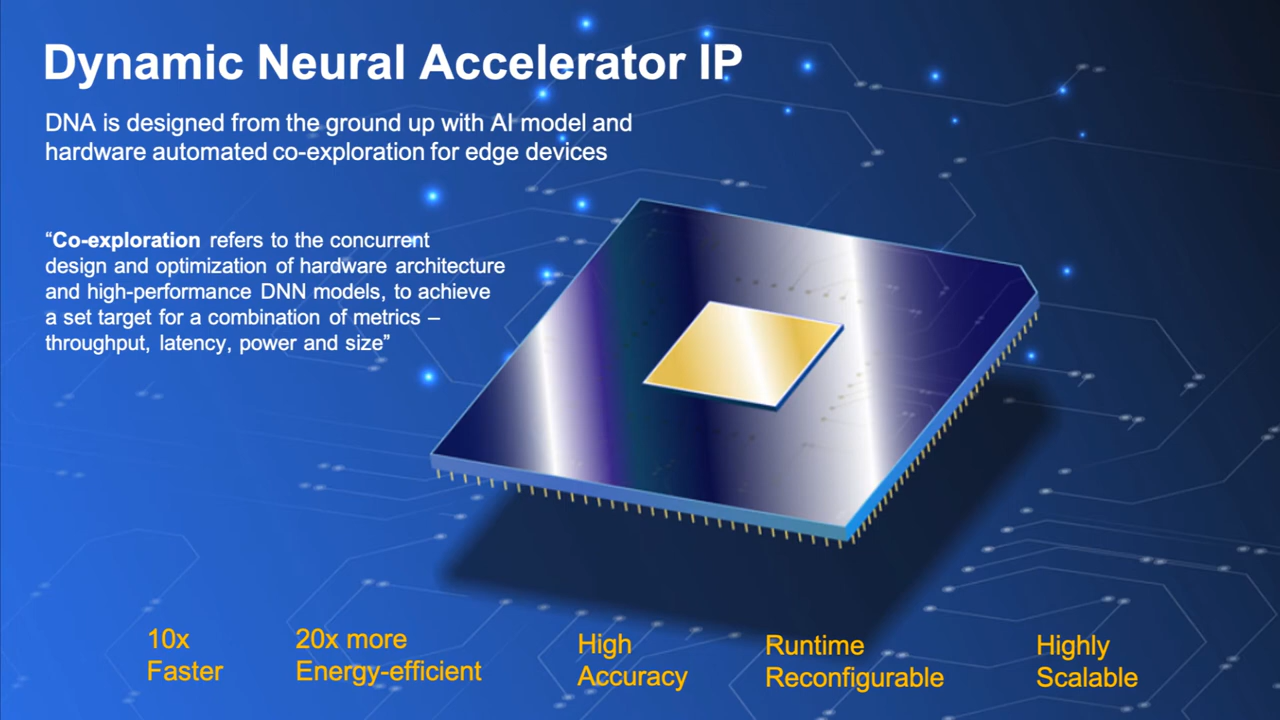 Dynamic Neural Accelerator IP
DNA is designed from the ground up with AI model and
hardware automated co-exploration for edge devices
“Co-exploration refers to the concurrent
design and optimization of hardware architecture
and high-performance DNN models, to achieve
a set target for a combination of metrics –
throughput, latency, power and size”
10x
Faster
20x more
Energy-efficient
High
Accuracy
Runtime
Reconfigurable
Highly
Scalable